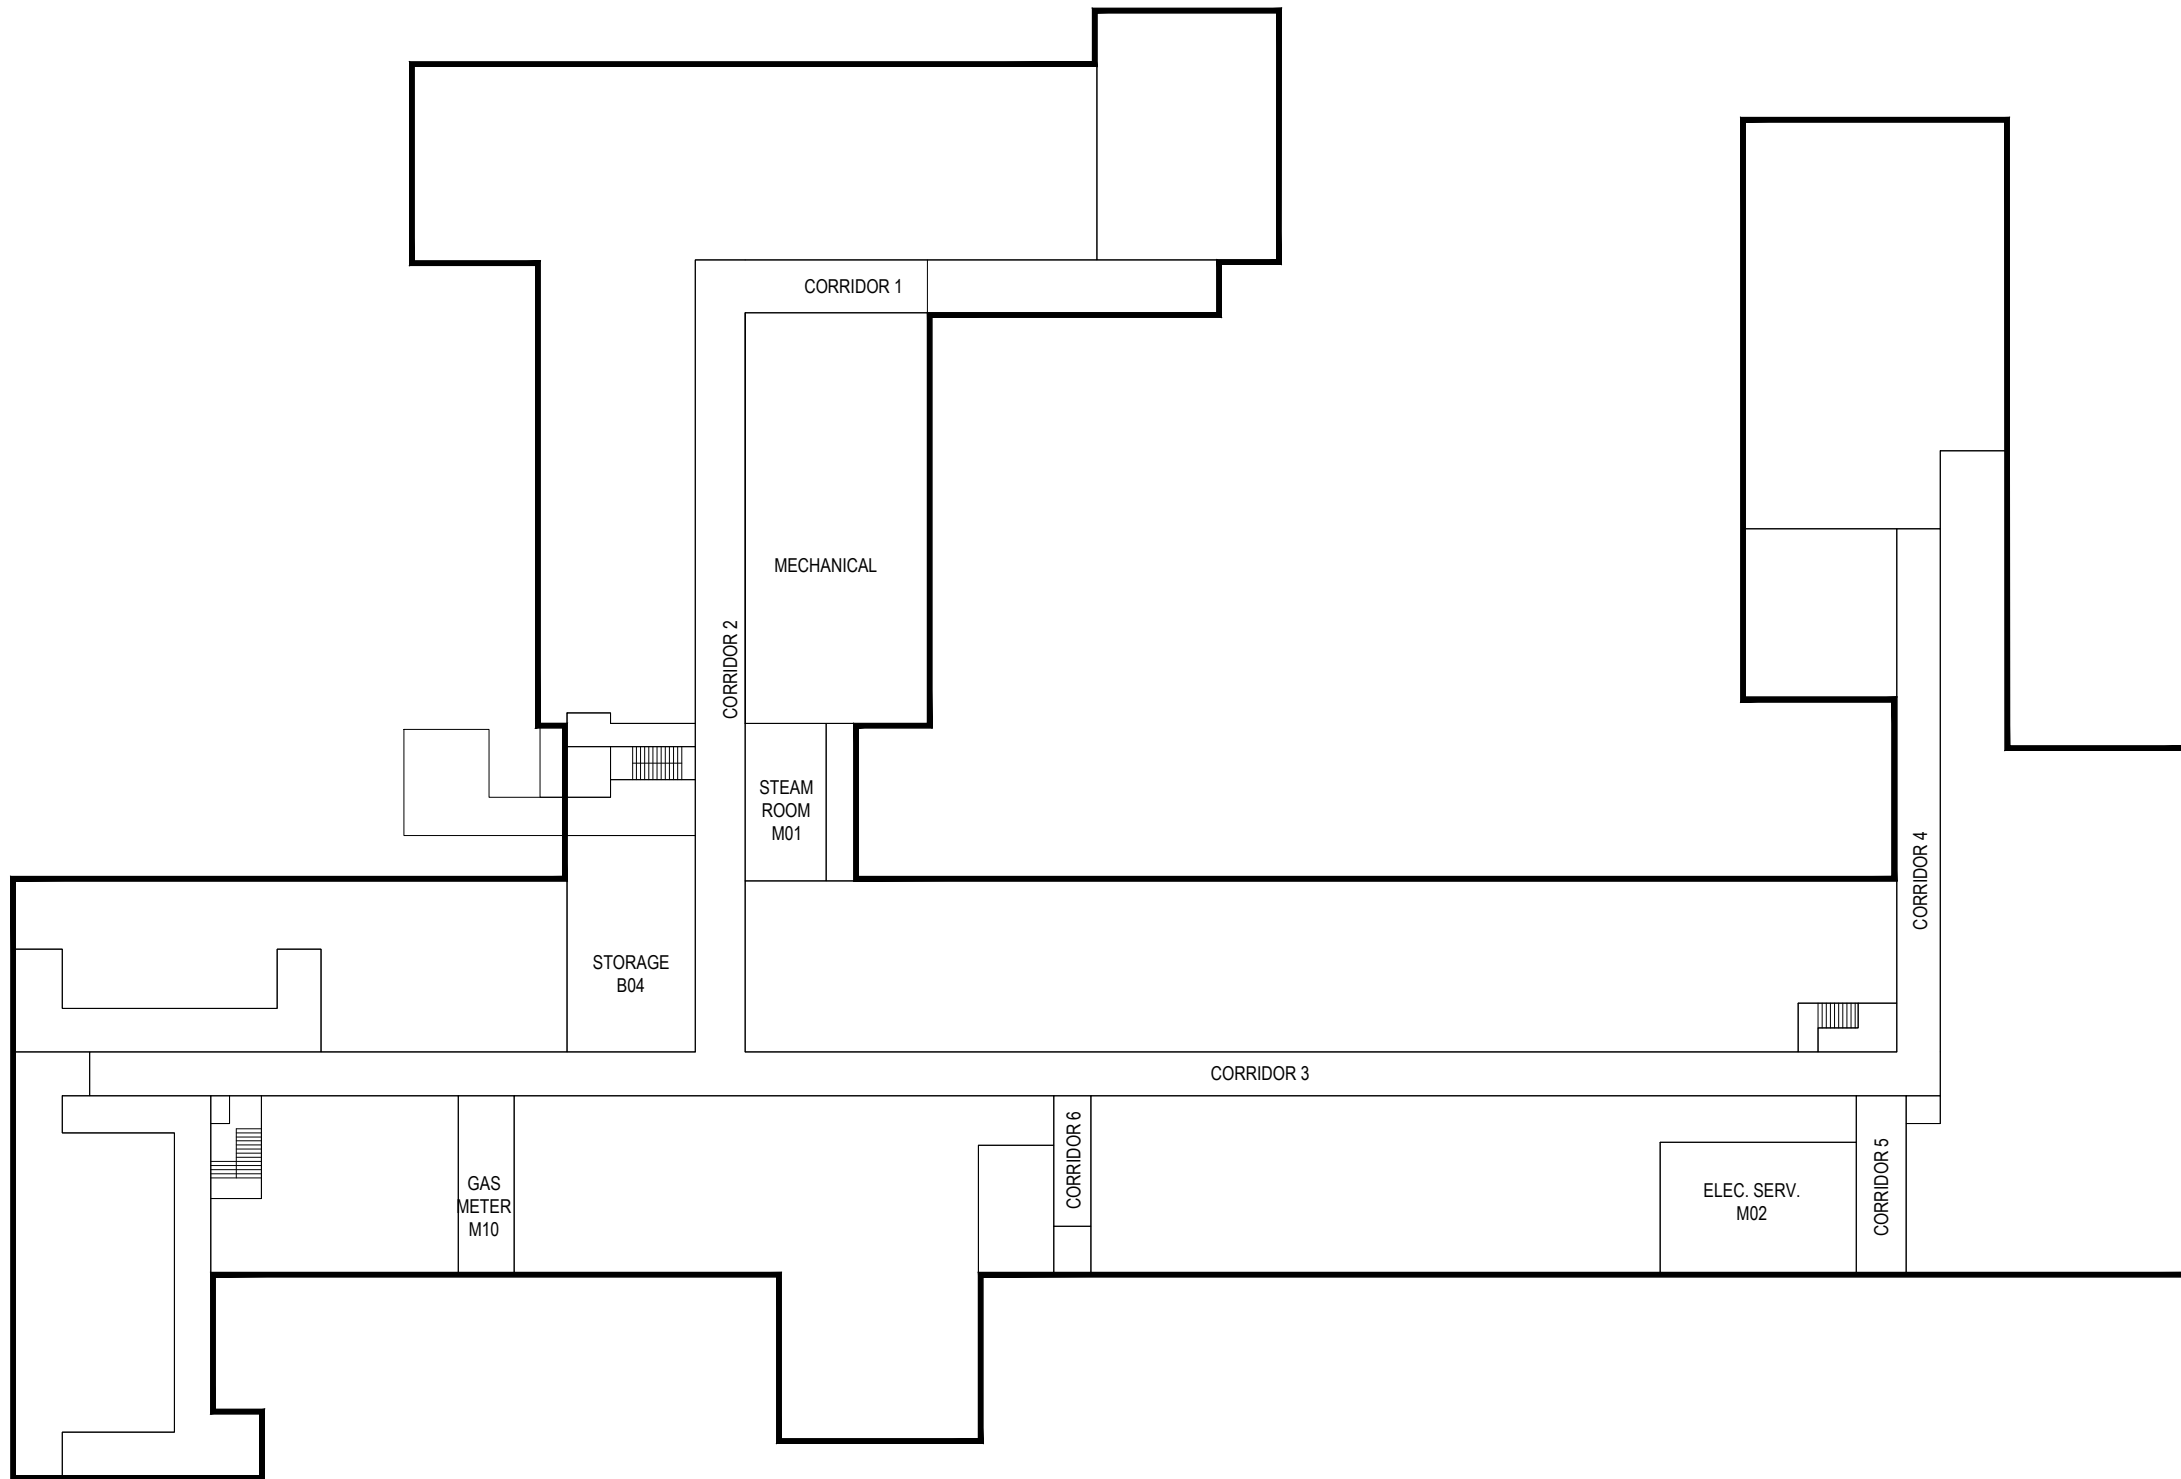 CORRIDOR 1
MECHANICAL
CORRIDOR 2
STEAM
ROOM
M01
CORRIDOR 4
STORAGE
B04
CORRIDOR 3
CORRIDOR 6
CORRIDOR 5
GAS
METER
M10
ELEC. SERV.
M02